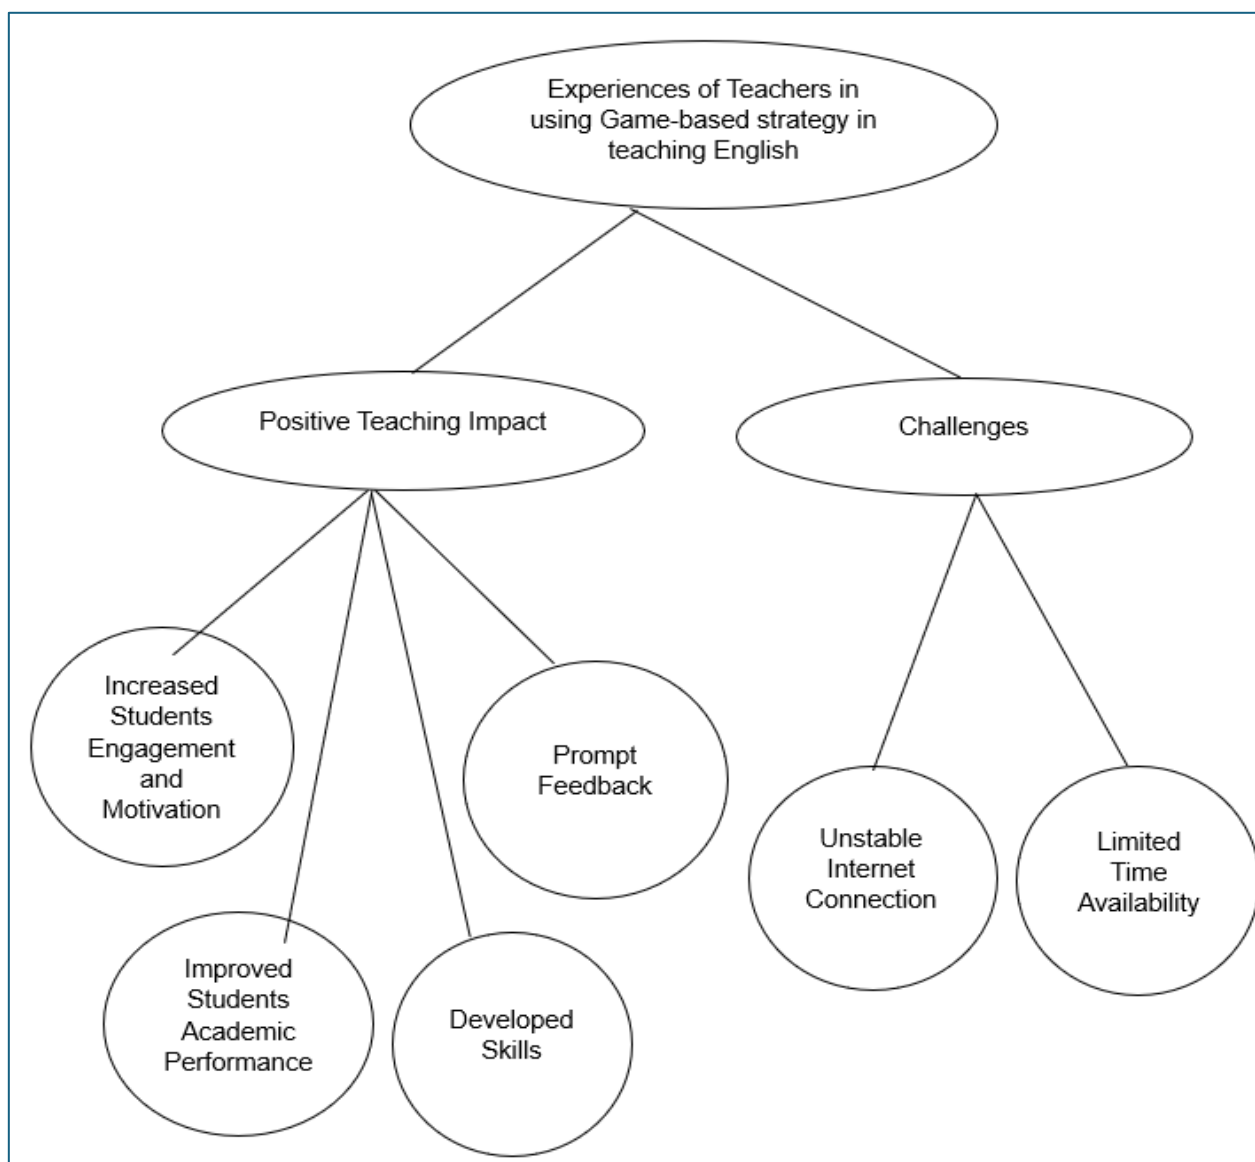 Experiences of Teachers in
using Game-based strategy in
teaching English
Positive Teaching Impact
Challenges
Increased
Students
Engagement
and
Motivation
Prompt
Feedback
Unstable
Internet
Connection
Limited
Time
Availability
Improved
Students
Academic
Performance
Developed
Skills